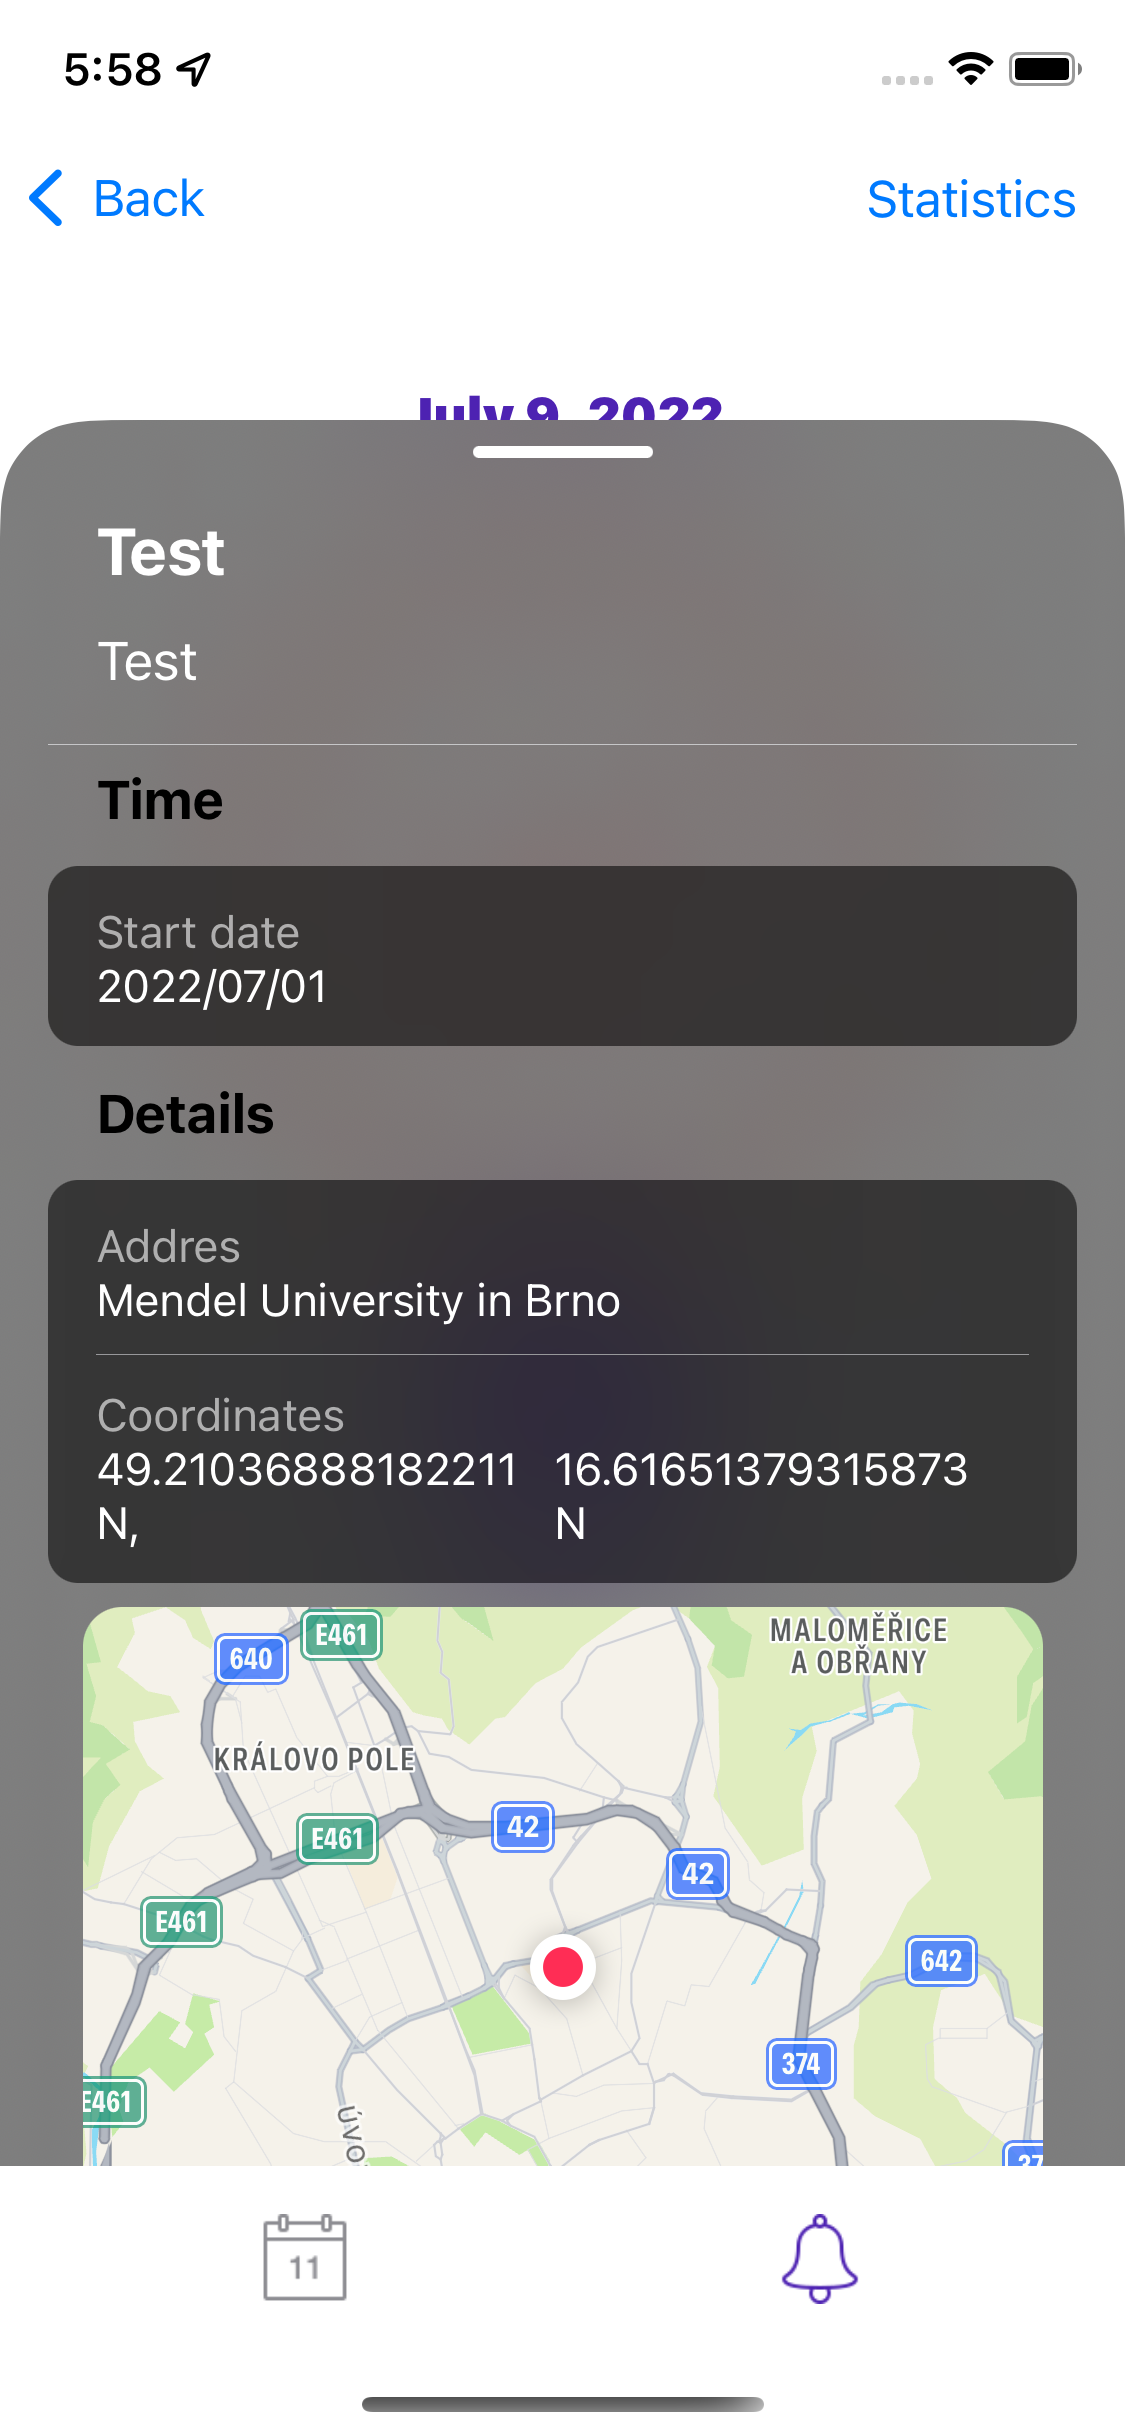 5:58
Back
Statistics
July 9, 2022
Test
Test
Time
Start date
2022/07/01
Details
Addres
Mendel University in Brno
Coordinates
49.21036888182211 16.61651379315873
N, N
MALOMĚŘICE
A OBŘANY
E461
640
KRÁLOVO POLE
42
E461
42
E461
642
374
E461
ÚVO
37
11